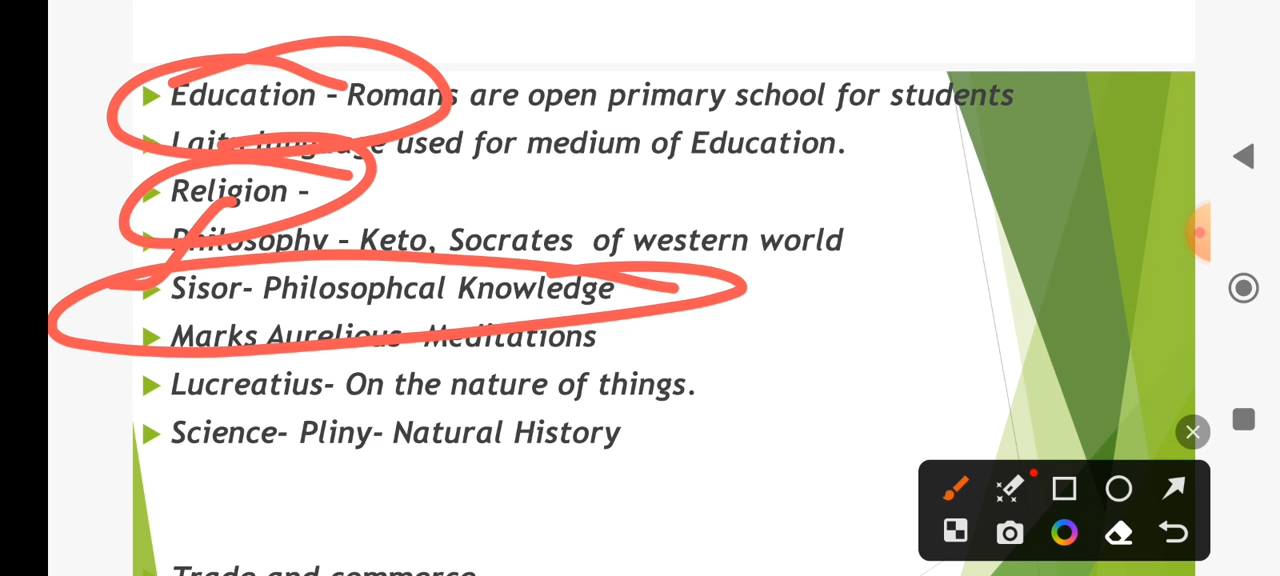 Education - Romans are open primary school for students
Laitn language used for medium of Education.
Religion -
Philosophy - Keto, Socrates of western world
Sisor- Philosophcal Knowledge
Marks Aurelious- Meditations
Lucreatius- On the nature of things.
Science- Pliny- Natural History
Trade and commerce